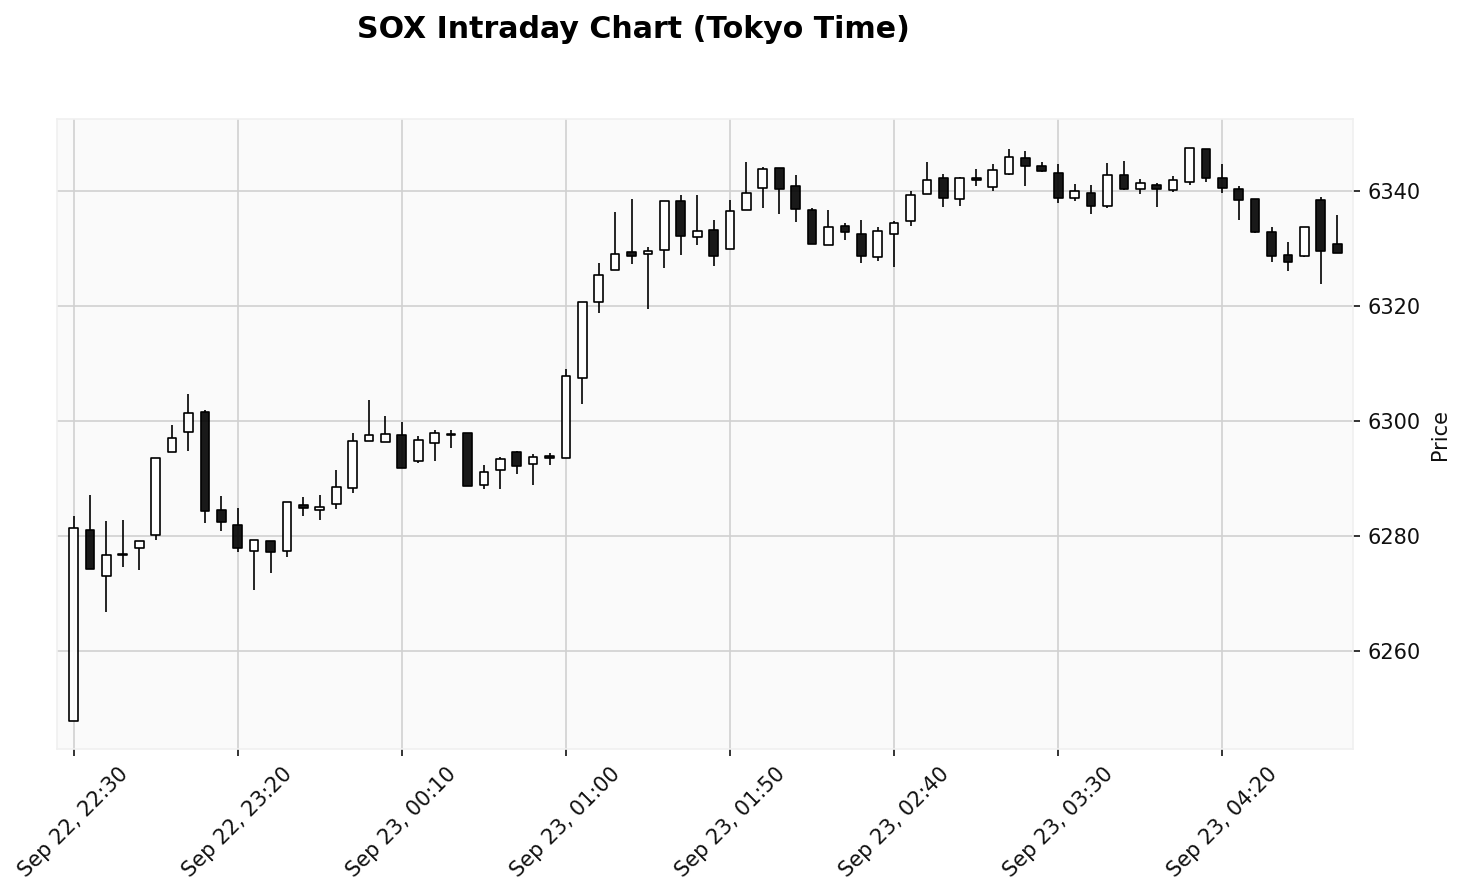 SOX Intraday Chart (Tokyo Time)
6340
6320
6300
6280
6260
Price
Sep 22, 22:30
Sep 22, 23:20
Sep 23, 00:10
Sep 23, 01:00
Sep 23, 01:50
Sep 23, 02:40
Sep 23, 03:30
Sep 23, 04:20